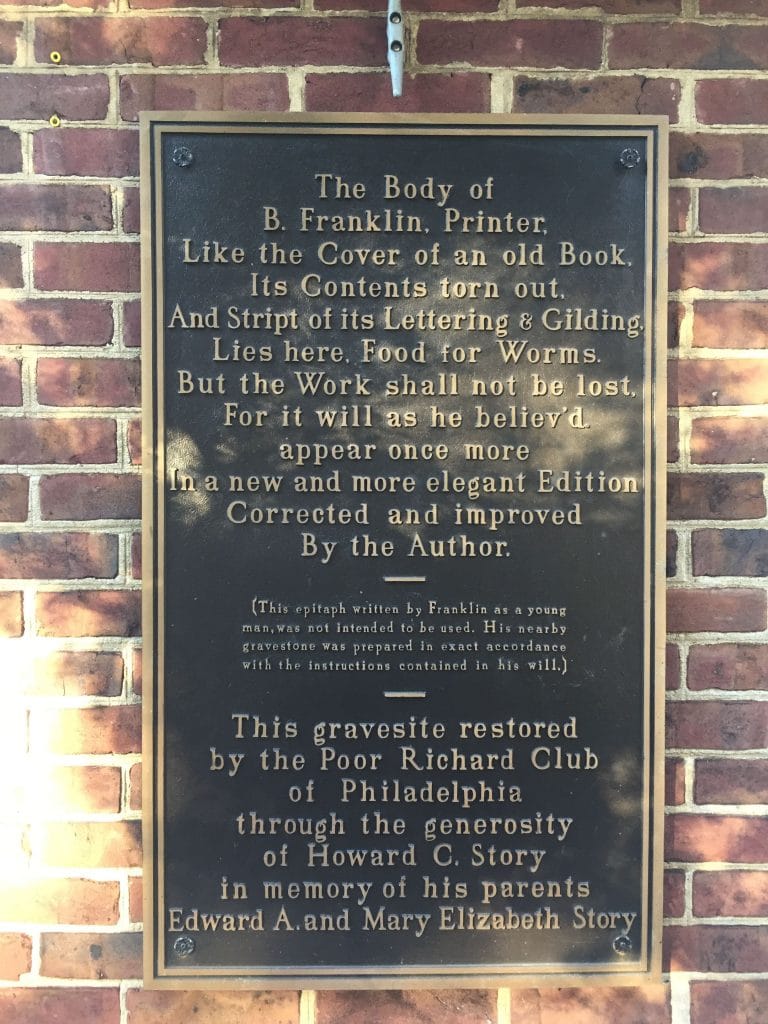 The Body of
B. Franklin, Printer,
Like the Cover of an old Book,
Its Contents torn out,
And Stript of its Lettering & Gilding,
Lies here, Food for Worms.
But the Work shall not be lost,
For it will as he believ'd
appear once more
In a new and more elegant Edition
Corrected and improved
By the Author.
(This epitaph written by Franklin as a young
man, was not intended to be used. His nearby
gravestone was prepared in exact accordance
with the instructions contained in his will.)
This gravesite restored
by the Poor Richard Club
of Philadelphia
through the generosity
of Howard C. Story
in memory of his parents
Edward A. and Mary Elizabeth Story